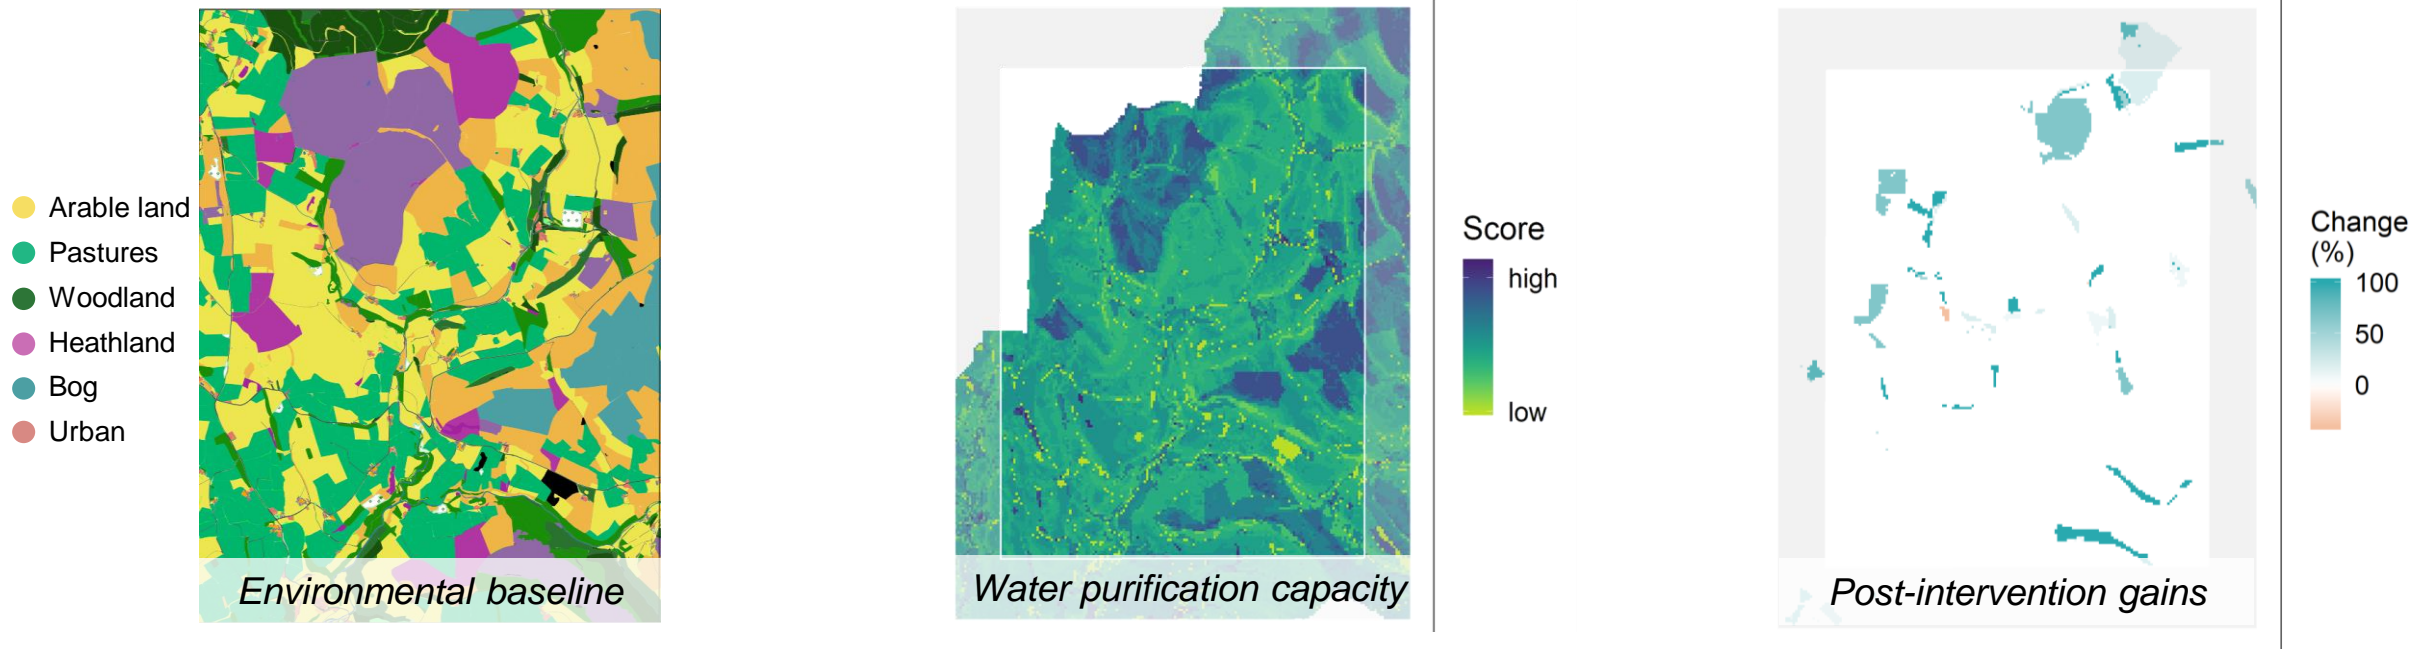 Arable land
Pastures
Woodland
Heathland
Bog
Urban
Environmental baseline
Score
high
low
Water purification capacity
Change
(%)
100
50
0
Post-intervention gains